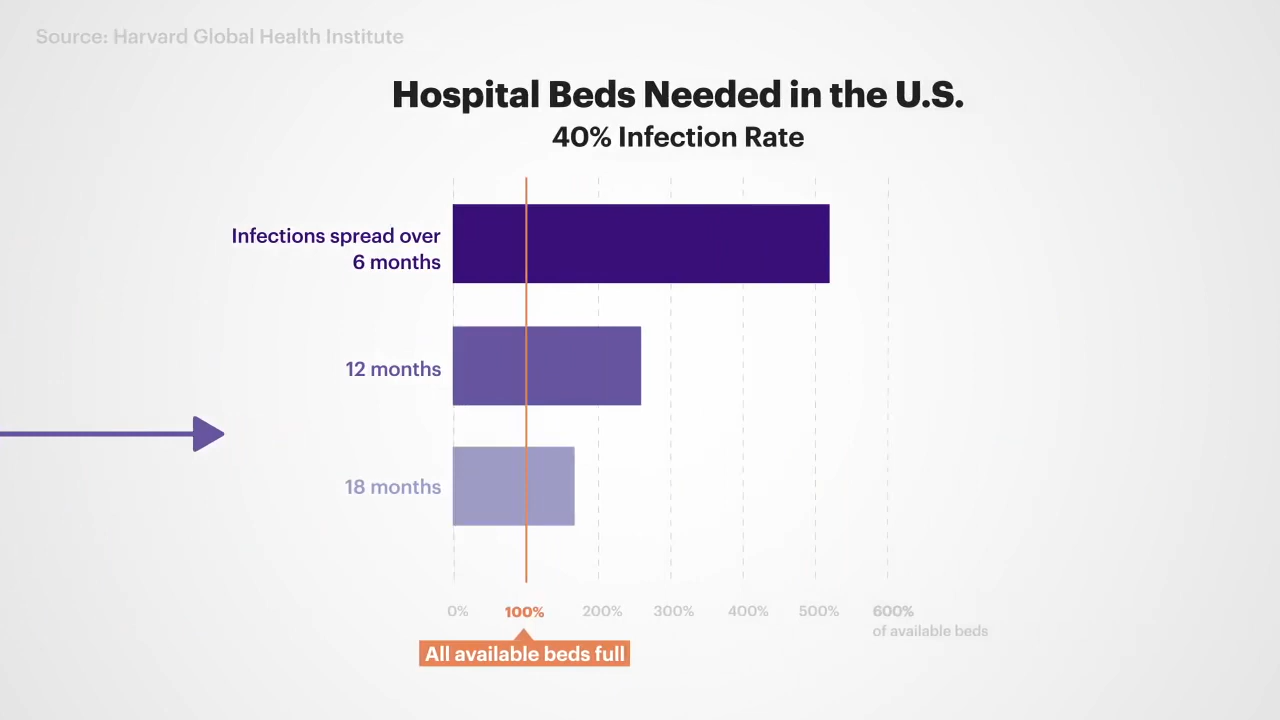 Source: Harvard Global Health Institute
Hospital Beds Needed in the U.S.
40% Infection Rate
Infections spread over
6 months
12 months
18 months
0% 100% 200% 300% 400% 500% 600%
of available beds
All available beds full